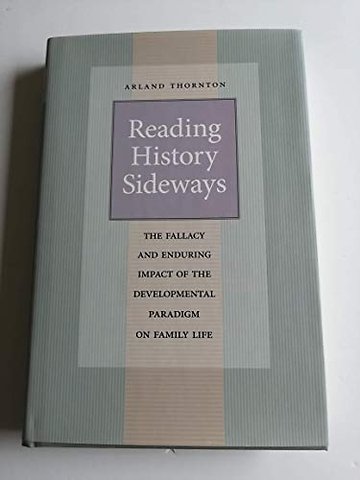 ARLAND THORNTON
Reading
History
Sideways
THE FALLACY
AND ENDURING
IMPACT OF THE
DEVELOPMENTAL
PARADIGM
ON FAMILY LIFE